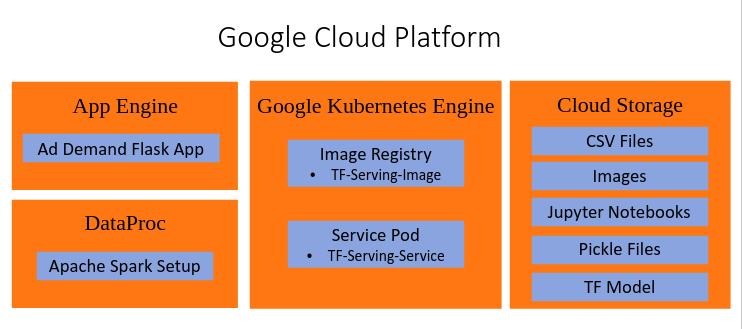 Google Cloud Platform
App Engine
Ad Demand Flask App
DataProc
Apache Spark Setup
Google Kubernetes Engine
Image Registry
• TF-Serving-Image
Service Pod
• TF-Serving-Service
Cloud Storage
CSV Files
Images
Jupyter Notebooks
Pickle Files
TF Model